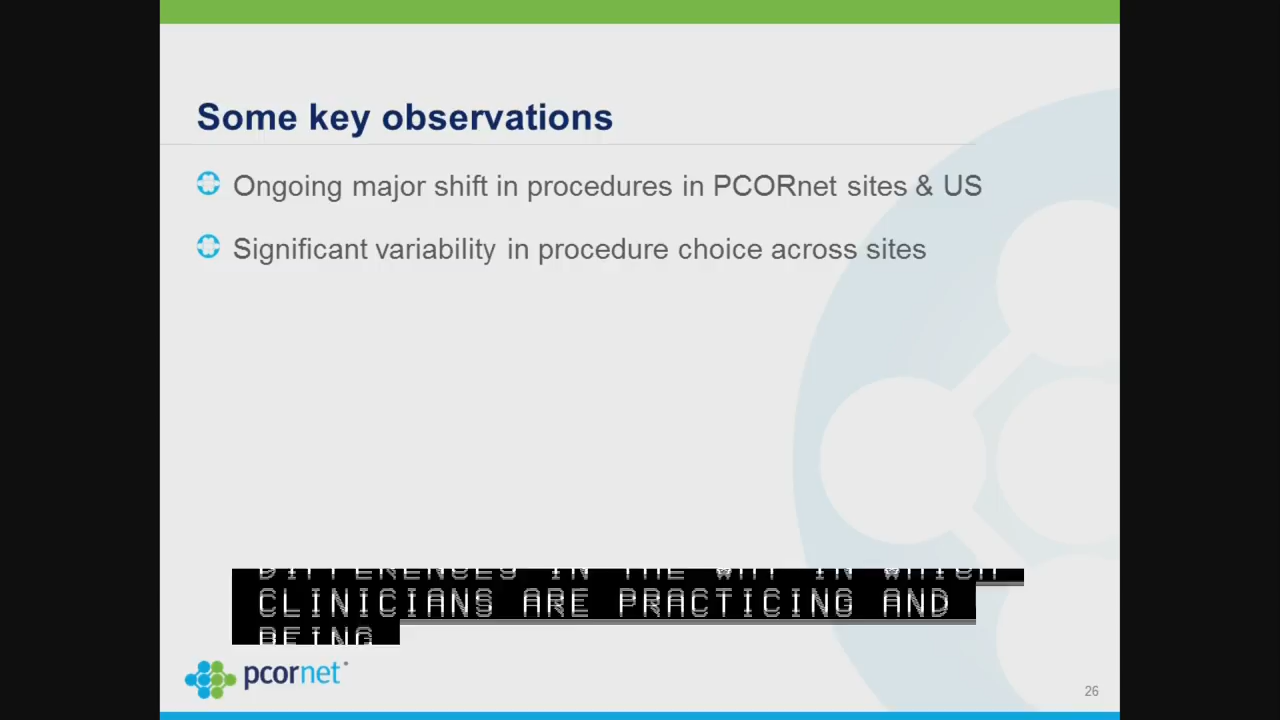 Some key observations
Ongoing major shift in procedures in PCORnet sites & US
Significant variability in procedure choice across sites
DIFFERENCES IN THE WAY IN WHICH
CLINICIANS ARE PRACTICING AND
BEING
pcornet
26